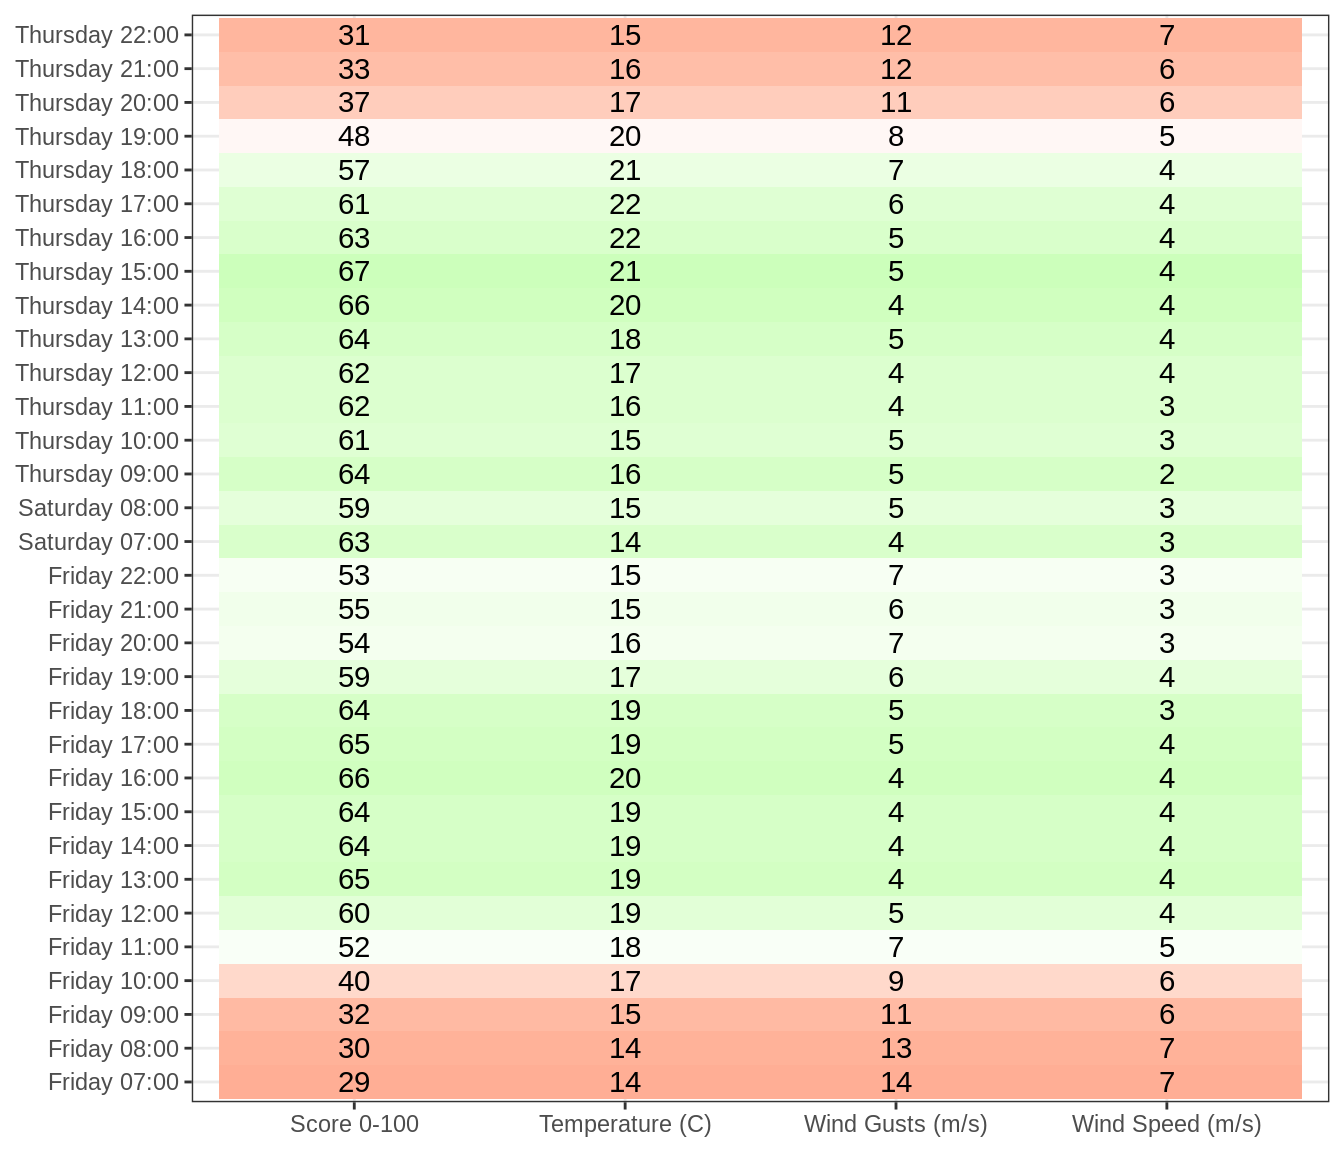 Thursday 22:00 31 15 12 7
Thursday 21:00 33 16 12 6
Thursday 20:00 37 17 11 6
Thursday 19:00 48 20 8 5
Thursday 18:00 57 21 7 4
Thursday 17:00 61 22 6 4
Thursday 16:00 63 22 5 4
Thursday 15:00 67 21 5 4
Thursday 14:00 66 20 4 4
Thursday 13:00 64 18 5 4
Thursday 12:00 62 17 4 4
Thursday 11:00 62 16 4 3
Thursday 10:00 61 15 5 3
Thursday 09:00 64 16 5 2
Saturday 08:00 59 15 5 3
Saturday 07:00 63 14 4 3
Friday 22:00 53 15 7 3
Friday 21:00 55 15 6 3
Friday 20:00 54 16 7 3
Friday 19:00 59 17 6 4
Friday 18:00 64 19 5 3
Friday 17:00 65 19 5 4
Friday 16:00 66 20 4 4
Friday 15:00 64 19 4 4
Friday 14:00 64 19 4 4
Friday 13:00 65 19 4 4
Friday 12:00 60 19 5 4
Friday 11:00 52 18 7 5
Friday 10:00 40 17 9 6
Friday 09:00 32 15 11 6
Friday 08:00 30 14 13 7
Friday 07:00 29 14 14 7
Score 0-100 Temperature (C) Wind Gusts (m/s) Wind Speed (m/s)